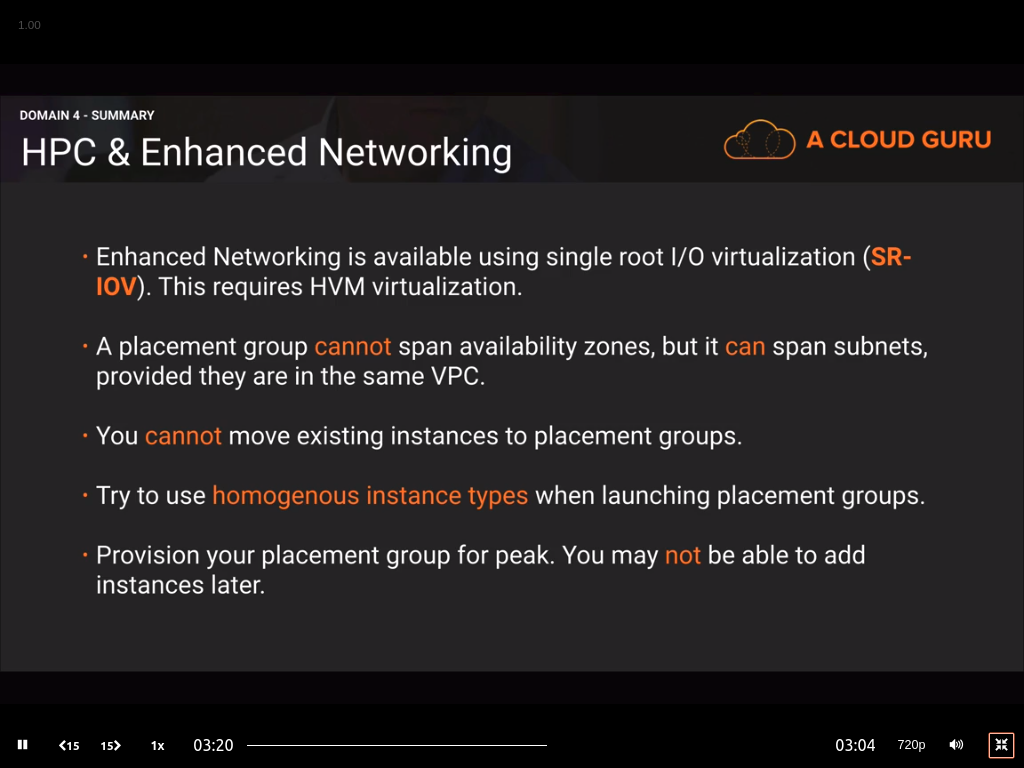 1.00
DOMAIN 4 - SUMMARY
HPC & Enhanced Networking
A CLOUD GURU
· Enhanced Networking is available using single root I/O virtualization (SR-
IOV). This requires HVM virtualization.
· A placement group cannot span availability zones, but it can span subnets,
provided they are in the same VPC.
· You cannot move existing instances to placement groups.
· Try to use homogenous instance types when launching placement groups.
· Provision your placement group for peak. You may not be able to add
instances later.
15 15 1x 03:20 03:04 720p